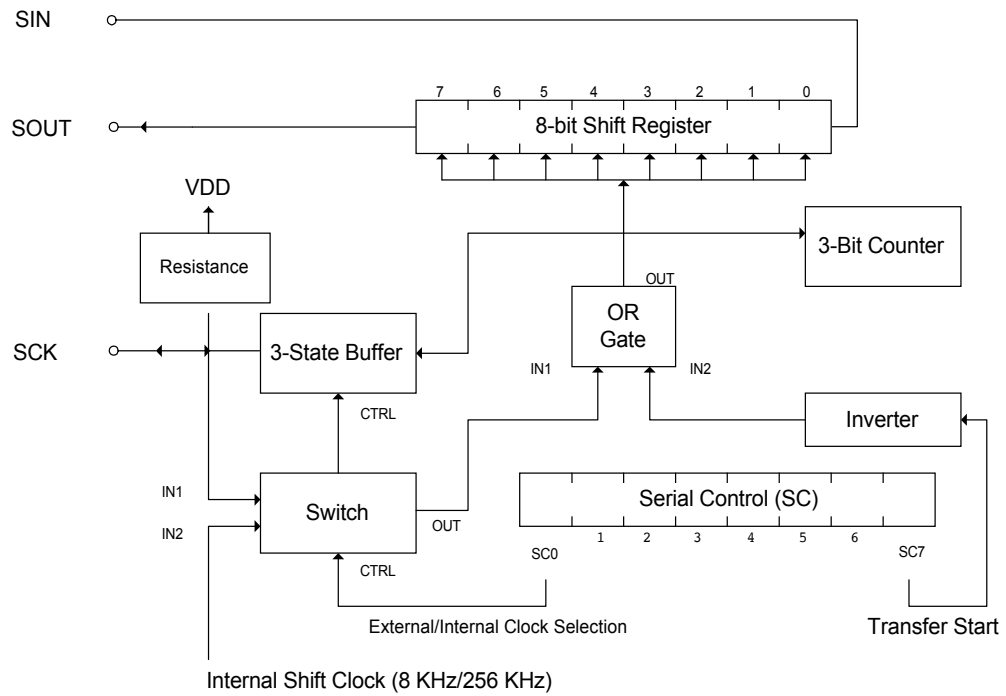 SIN
7 6 5 4 3 2 1 0
SOUT
8-bit Shift Register
VDD
3-Bit Counter
Resistance
OUT
OR
Gate
SCK
3-State Buffer
IN1
IN2
CTRL
Inverter
IN1
Switch
Serial Control (SC)
OUT
IN2
1 2 3 4 5 6
SC0
SC7
CTRL
External/Internal Clock Selection
Transfer Start
Internal Shift Clock (8 KHz/256 KHz)